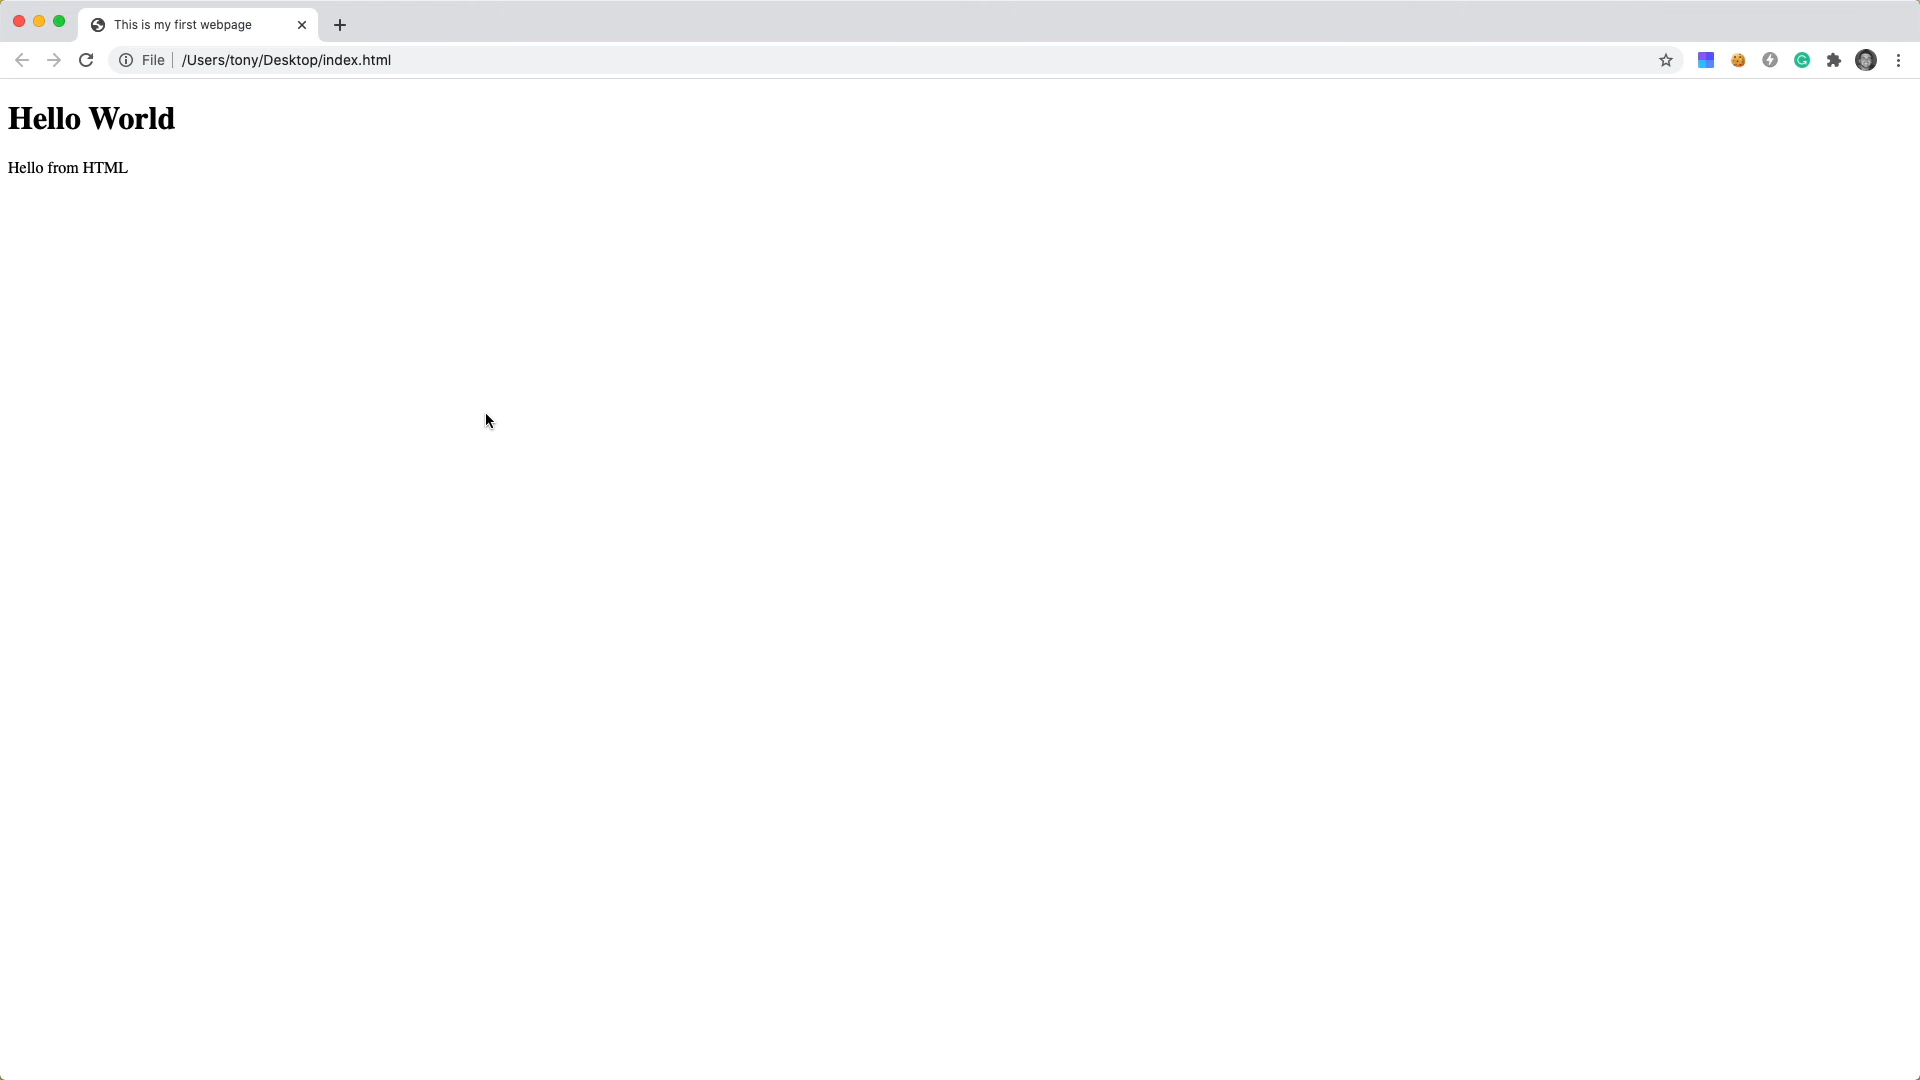 This is my first webpage
File /Users/tony/Desktop/index.html
Hello World
Hello from HTML